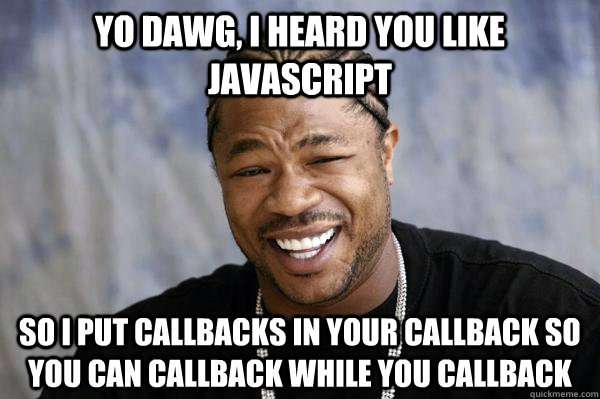 YO DAWG, I HEARD YOU LIKE
JAVASCRIPT
SO I PUT CALLBACKS IN YOUR CALLBACK SO
YOU CAN CALLBACK WHILE YOU CALLBACK
quickmeme.com